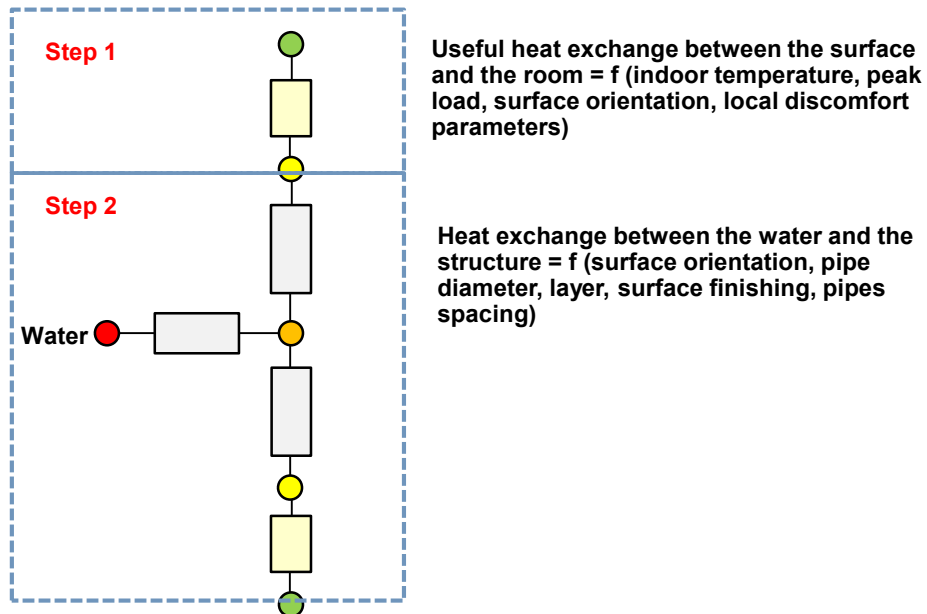 Step 1
Useful heat exchange between the surface
and the room = f (indoor temperature, peak
load, surface orientation, local discomfort
parameters)
Step 2
Heat exchange between the water and the
structure = f (surface orientation, pipe
diameter, layer, surface finishing, pipes
spacing)
Water